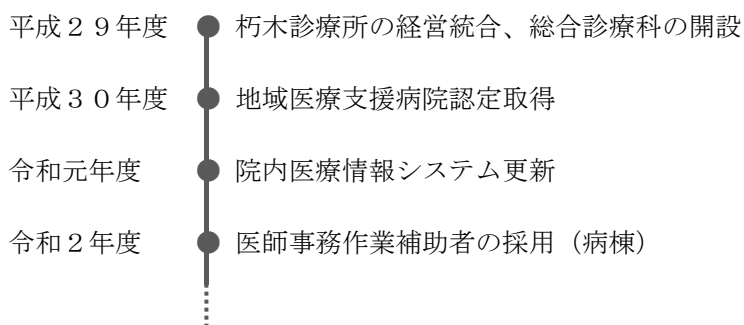 平成２９年度 朽木診療所の経営統合、総合診療科の開設
平成３０年度 地域医療支援病院認定取得
令和元年度 院内医療情報システム更新
令和２年度 医師事務作業補助者の採用（病棟）